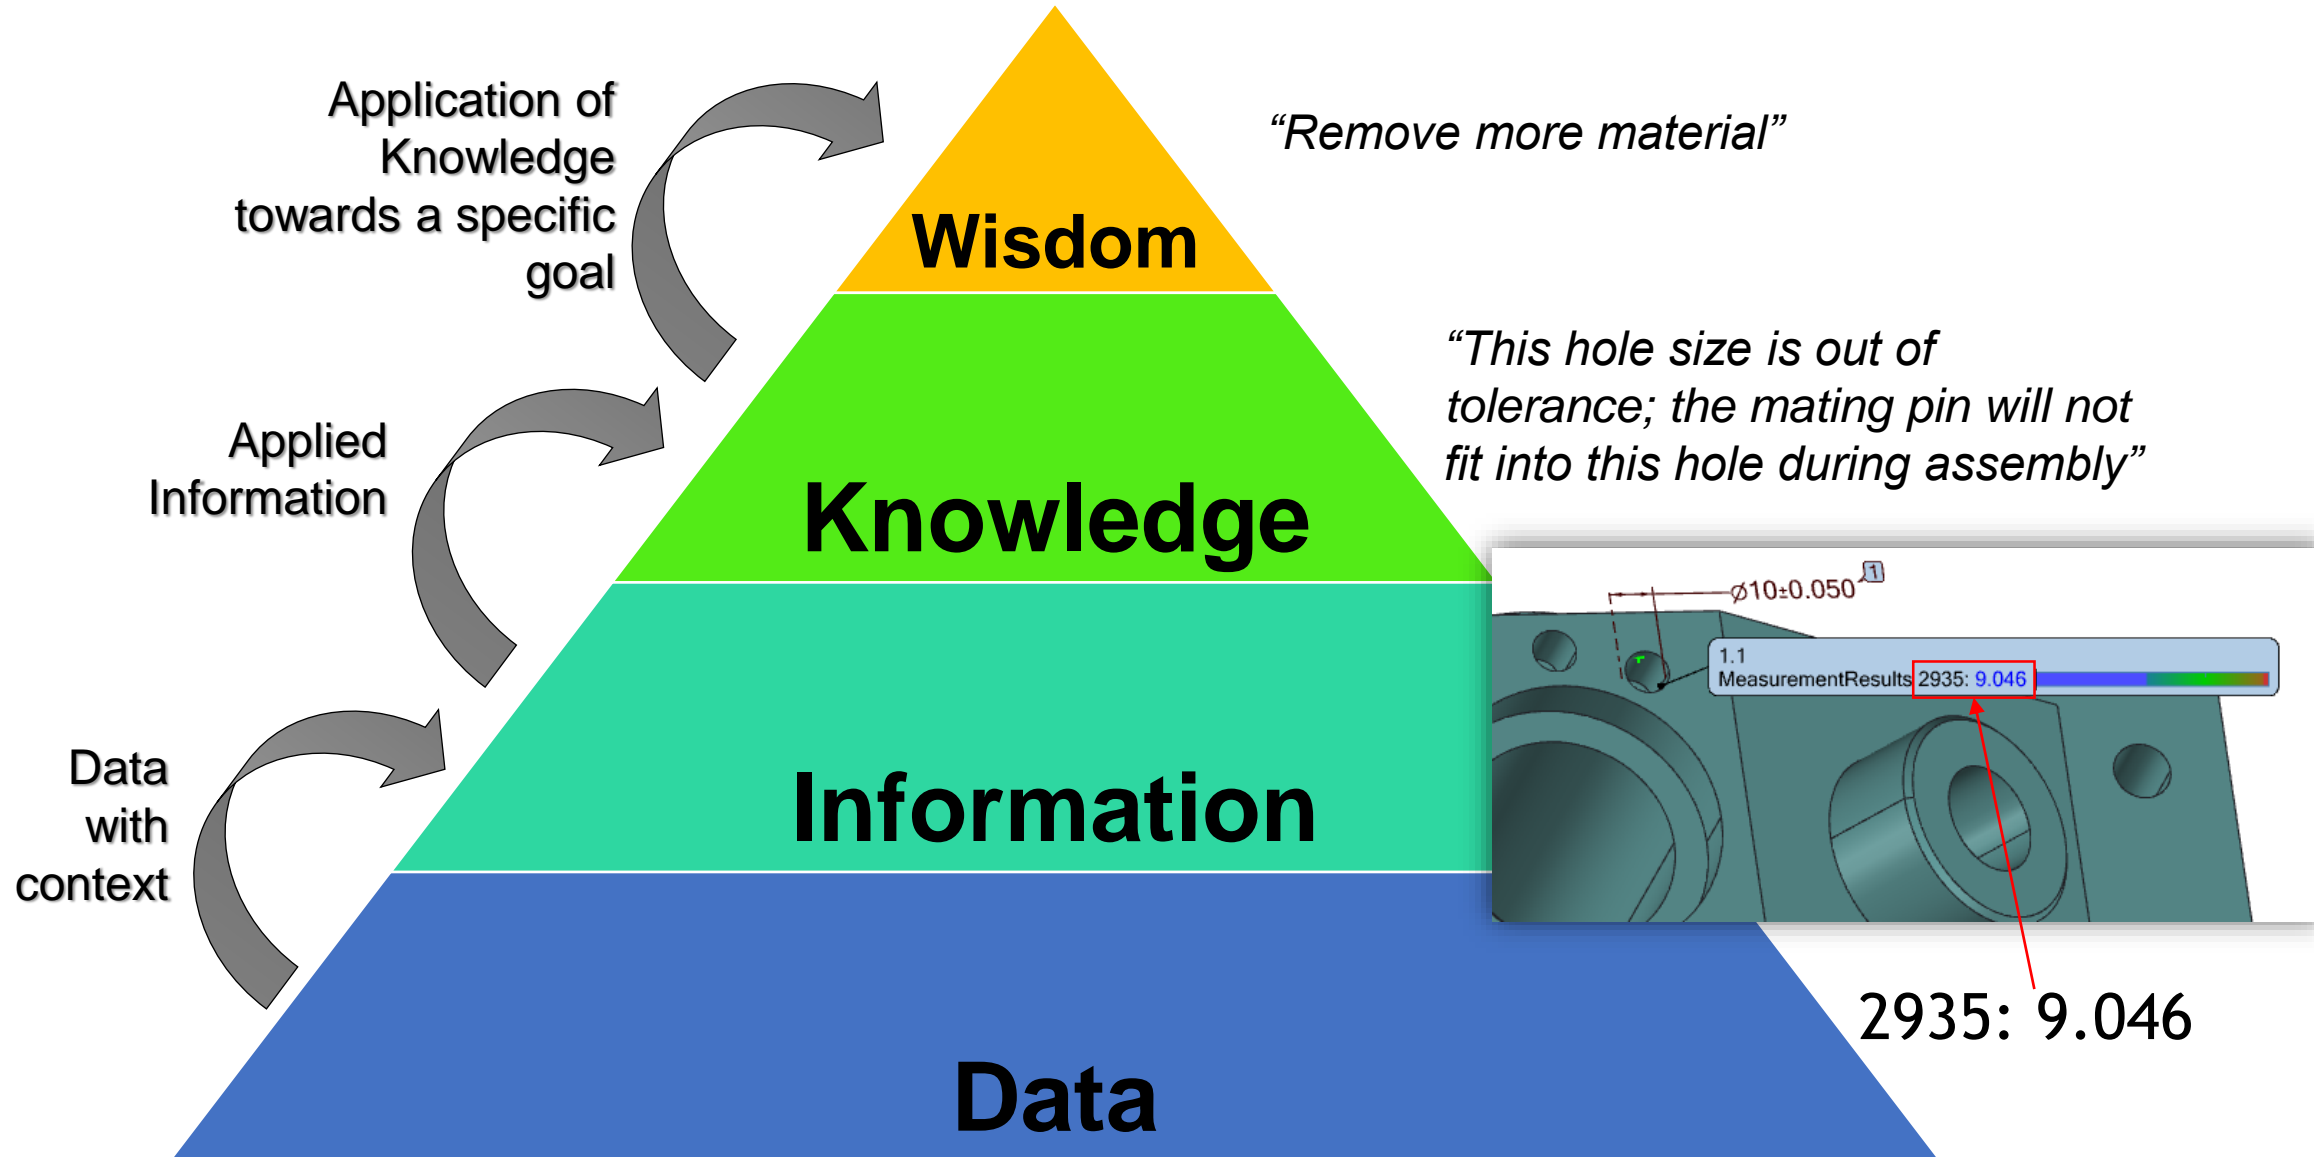 Application of
Knowledge
towards a specific
goal
“Remove more material”
Wisdom
“This hole size is out of
tolerance; the mating pin will not
fit into this hole during assembly”
Applied
Information
Knowledge
⌀10±0.050
1
1.1
MeasurementResults 2935: 9.046
Data
with
context
Information
2935: 9.046
Data